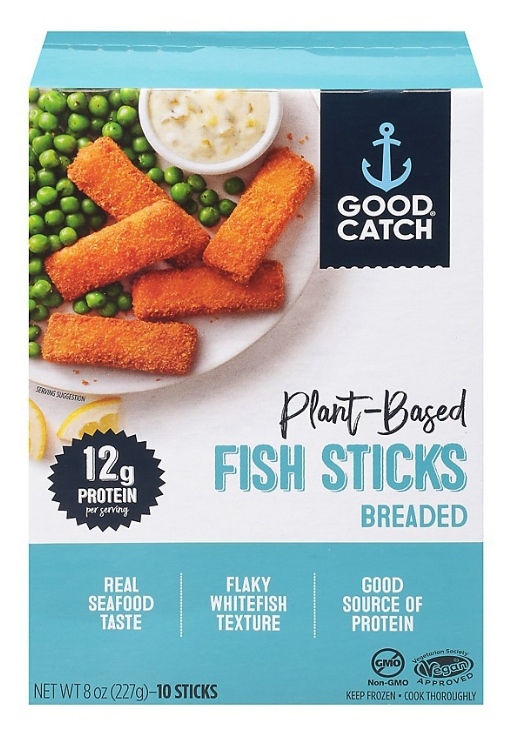 GOOD®
CATCH
SERVING SUGGESTION
Plant-Based
FISH STICKS
BREADED
12g
PROTEIN
per serving
REAL
SEAFOOD
TASTE
FLAKY
WHITEFISH
TEXTURE
GOOD
SOURCE OF
PROTEIN
GMO
Non-GMO
Vegetarian Society
Vegan
APPROVED
NET WT 8 oz (227g)–10 STICKS
KEEP FROZEN • COOK THOROUGHLY